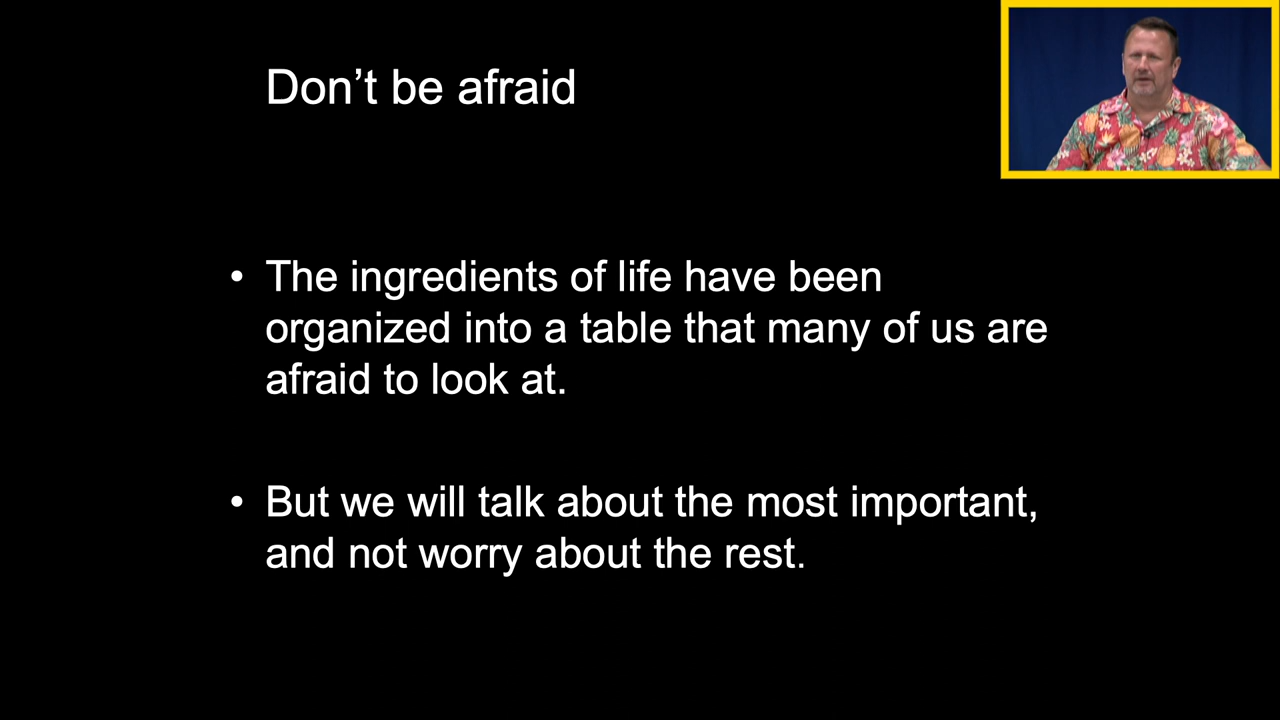 Don’t be afraid
• The ingredients of life have been
organized into a table that many of us are
afraid to look at.
• But we will talk about the most important,
and not worry about the rest.